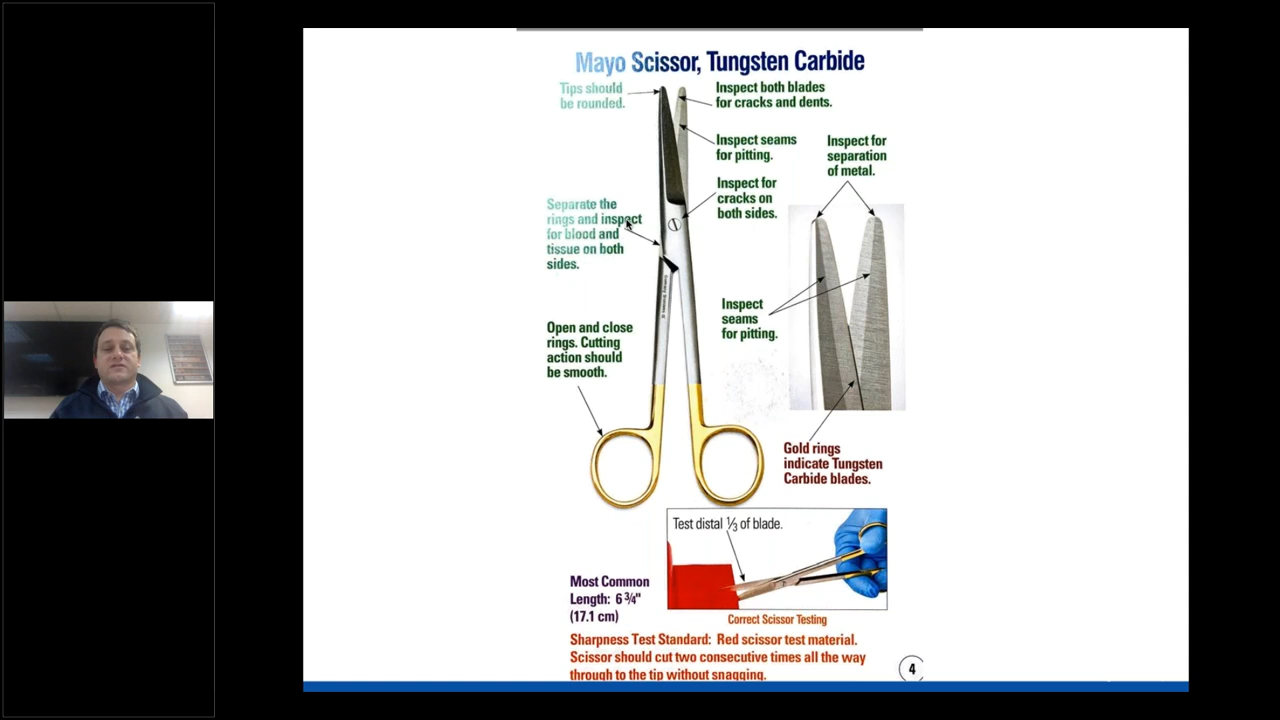 Mayo Scissor, Tungsten Carbide
Tips should
be rounded.
Inspect both blades
for cracks and dents.
Inspect seams
for pitting.
Inspect for
separation
of metal.
Inspect for
cracks on
both sides.
Separate the
rings and inspect
for blood and
tissue on both
sides.
Inspect
seams
for pitting.
Open and close
rings. Cutting
action should
be smooth.
Gold rings
indicate Tungsten
Carbide blades.
Test distal ⅓ of blade.
Most Common
Length: 6 ¾"
(17.1 cm)
Correct Scissor Testing
Sharpness Test Standard: Red scissor test material.
Scissor should cut two consecutive times all the way
through to the tip without snagging.
4